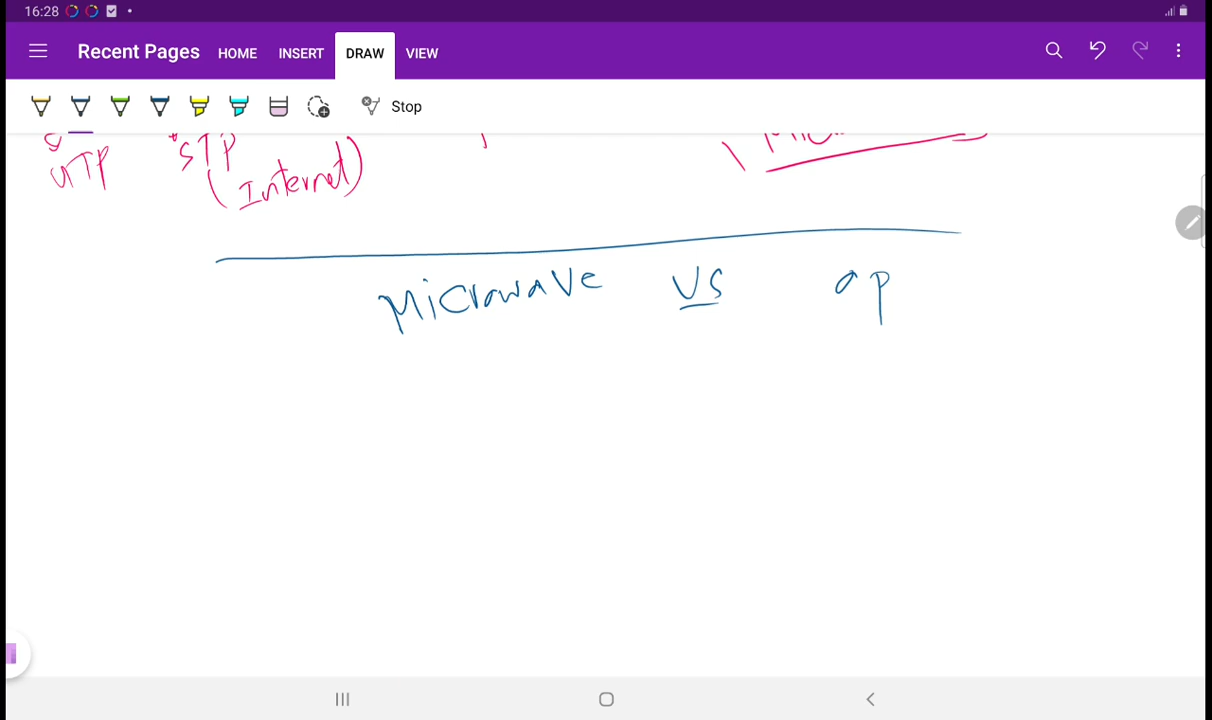 16:28
Recent Pages HOME INSERT DRAW VIEW
Stop
UTP STP
(Internet)
Microwave VS op